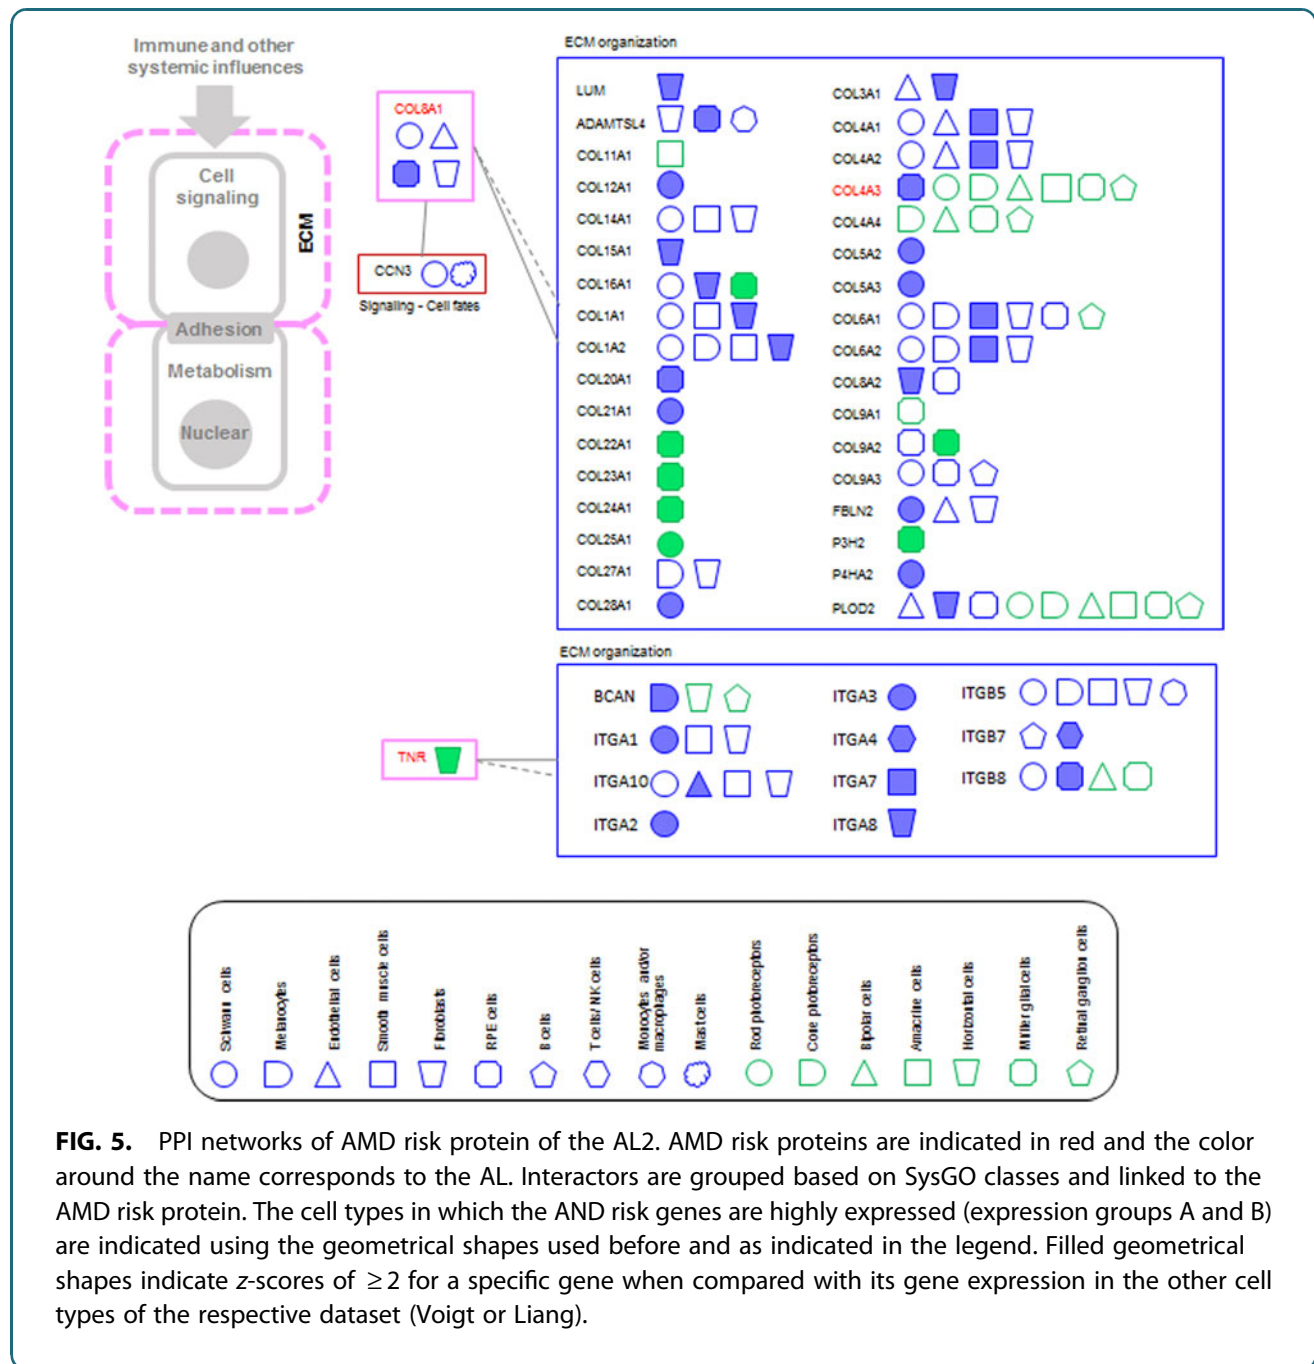 Immune and other
systemic influences
Cell
signaling
ECM
Adhesion
Metabolism
Nuclear
COL8A1
CCN3
Signaling - Cell fates
ECM organization
LUM
ADAMTSL4
COL11A1
COL12A1
COL14A1
COL15A1
COL16A1
COL1A1
COL1A2
COL20A1
COL21A1
COL22A1
COL23A1
COL24A1
COL25A1
COL27A1
COL28A1
COL3A1
COL4A1
COL4A2
COL4A3
COL4A4
COL5A2
COL5A3
COL6A1
COL6A2
COL8A2
COL9A1
COL9A2
COL9A3
FBLN2
P3H2
P4HA2
PLOD2
ECM organization
TNR
BCAN
ITGA1
ITGA10
ITGA2
ITGA3
ITGA4
ITGA7
ITGA8
ITGB5
ITGB7
ITGB8
Schwann cells
Melanocytes
Endothelial cells
Smooth muscle cells
Fibroblasts
RPE cells
B cells
T cells/ NK cells
Monocytes and/or
macrophages
Mast cells
Rod photoreceptors
Cone photoreceptors
Bipolar cells
Amacrine cells
Horizontal cells
Müller glial cells
Retinal ganglion cells
FIG. 5. PPI networks of AMD risk protein of the AL2. AMD risk proteins are indicated in red and the color
around the name corresponds to the AL. Interactors are grouped based on SysGO classes and linked to the
AMD risk protein. The cell types in which the AND risk genes are highly expressed (expression groups A and B)
are indicated using the geometrical shapes used before and as indicated in the legend. Filled geometrical
shapes indicate z-scores of ≥2 for a specific gene when compared with its gene expression in the other cell
types of the respective dataset (Voigt or Liang).